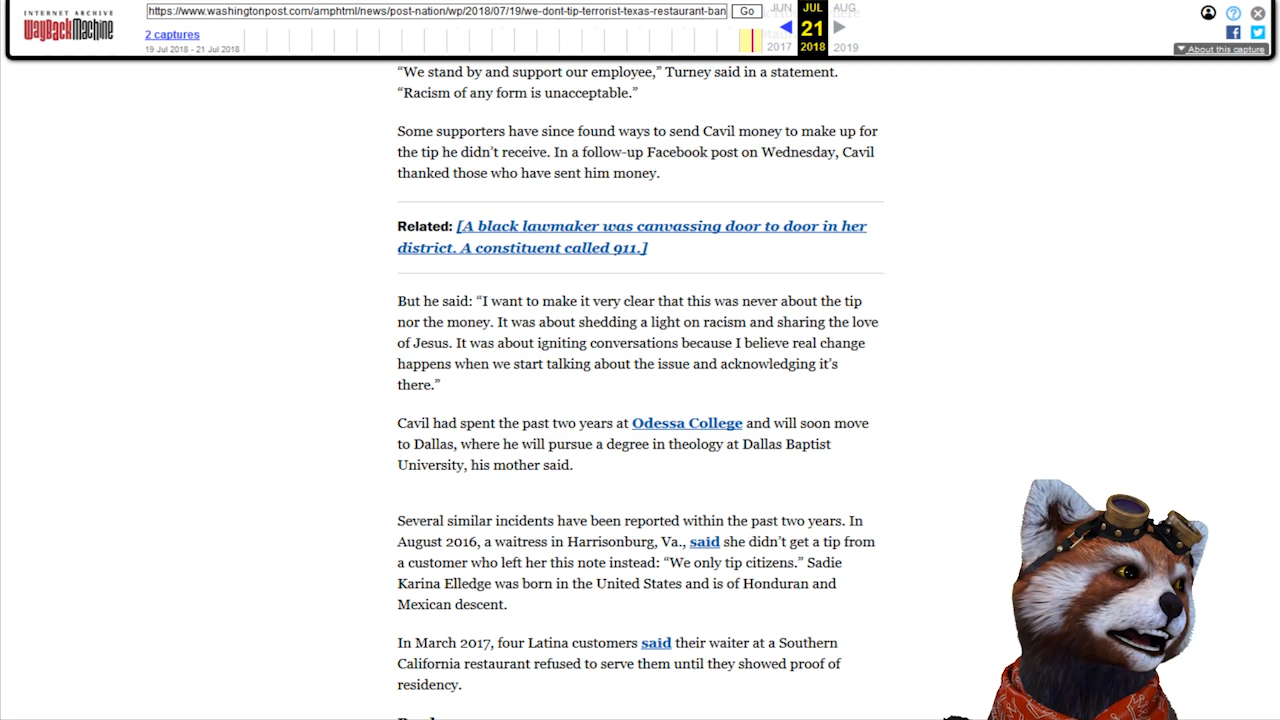 INTERNET ARCHIVE
WayBackMachine
https://www.washingtonpost.com/amphtml/news/post-nation/wp/2018/07/19/we-dont-tip-terrorist-texas-restaurant-ban
Go
JUN
JUL
AUG
2 captures
21
19 Jul 2018 - 21 Jul 2018
2017
2018
2019
About this capture
“We stand by and support our employee,” Turney said in a statement.
“Racism of any form is unacceptable.”
Some supporters have since found ways to send Cavil money to make up for
the tip he didn’t receive. In a follow-up Facebook post on Wednesday, Cavil
thanked those who have sent him money.
Related: [A black lawmaker was canvassing door to door in her
district. A constituent called 911.]
But he said: “I want to make it very clear that this was never about the tip
nor the money. It was about shedding a light on racism and sharing the love
of Jesus. It was about igniting conversations because I believe real change
happens when we start talking about the issue and acknowledging it’s
there.”
Cavil had spent the past two years at Odessa College and will soon move
to Dallas, where he will pursue a degree in theology at Dallas Baptist
University, his mother said.
Several similar incidents have been reported within the past two years. In
August 2016, a waitress in Harrisonburg, Va., said she didn’t get a tip from
a customer who left her this note instead: “We only tip citizens.” Sadie
Karina Elledge was born in the United States and is of Honduran and
Mexican descent.
In March 2017, four Latina customers said their waiter at a Southern
California restaurant refused to serve them until they showed proof of
residency.